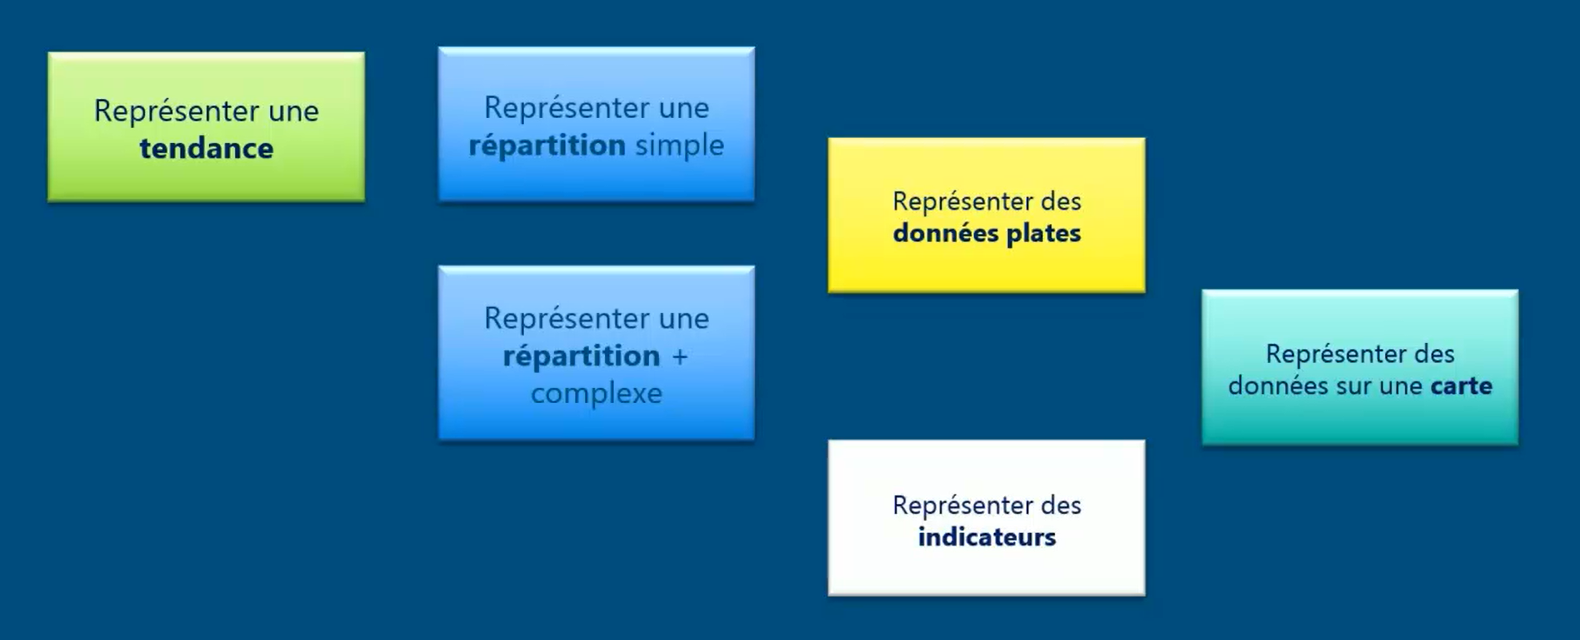 Représenter une
tendance
Représenter une
répartition simple
Représenter une
répartition +
complexe
Représenter des
données plates
Représenter des
indicateurs
Représenter des
données sur une carte